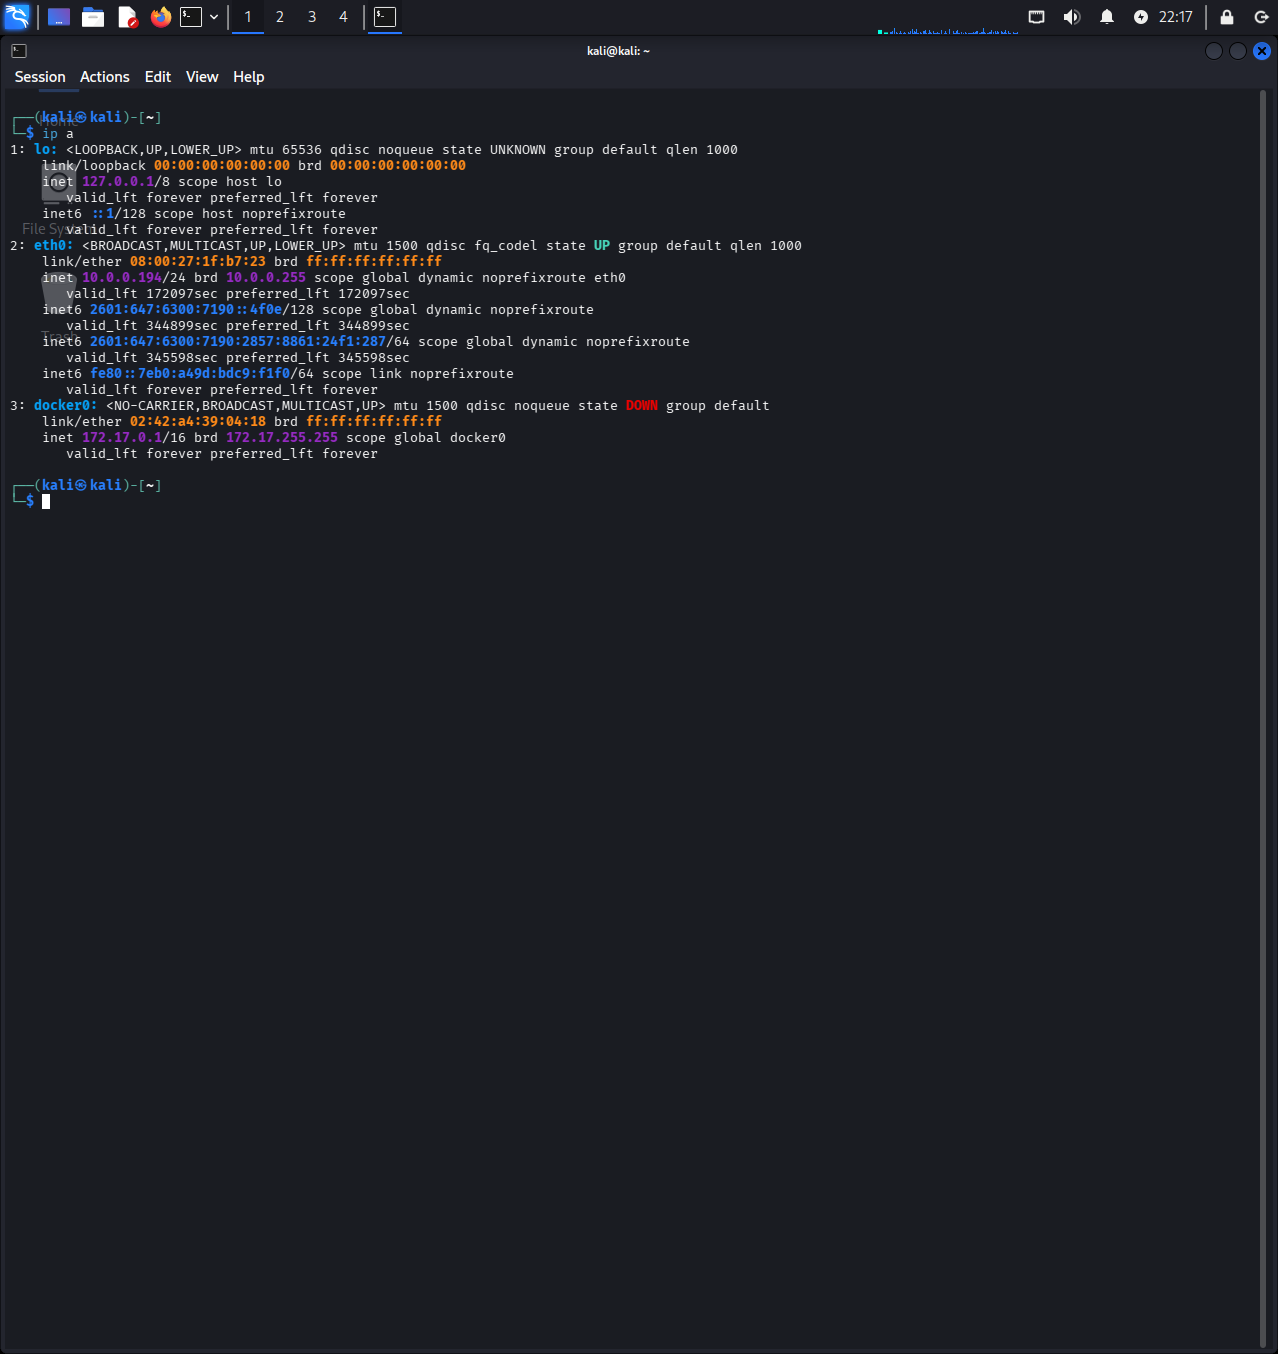 1 2 3 4 22:17
kali@kali: ~
Session Actions Edit View Help
┌──(kali㉿kali)-[~]
Home
└─$ ip a
1: lo: <LOOPBACK,UP,LOWER_UP> mtu 65536 qdisc noqueue state UNKNOWN group default qlen 1000
link/loopback 00:00:00:00:00:00 brd 00:00:00:00:00:00
inet 127.0.0.1/8 scope host lo
valid_lft forever preferred_lft forever
inet6 ::1/128 scope host noprefixroute
File System
valid_lft forever preferred_lft forever
2: eth0: <BROADCAST,MULTICAST,UP,LOWER_UP> mtu 1500 qdisc fq_codel state UP group default qlen 1000
link/ether 08:00:27:1f:b7:23 brd ff:ff:ff:ff:ff:ff
inet 10.0.0.194/24 brd 10.0.0.255 scope global dynamic noprefixroute eth0
valid_lft 172097sec preferred_lft 172097sec
inet6 2601:647:6300:7190::4f0e/128 scope global dynamic noprefixroute
valid_lft 344899sec preferred_lft 344899sec
Trash
inet6 2601:647:6300:7190:2857:8861:24f1:287/64 scope global dynamic noprefixroute
valid_lft 345598sec preferred_lft 345598sec
inet6 fe80::7eb0:a49d:bdc9:f1f0/64 scope link noprefixroute
valid_lft forever preferred_lft forever
3: docker0: <NO-CARRIER,BROADCAST,MULTICAST,UP> mtu 1500 qdisc noqueue state DOWN group default
link/ether 02:42:a4:39:04:18 brd ff:ff:ff:ff:ff:ff
inet 172.17.0.1/16 brd 172.17.255.255 scope global docker0
valid_lft forever preferred_lft forever
┌──(kali㉿kali)-[~]
└─$